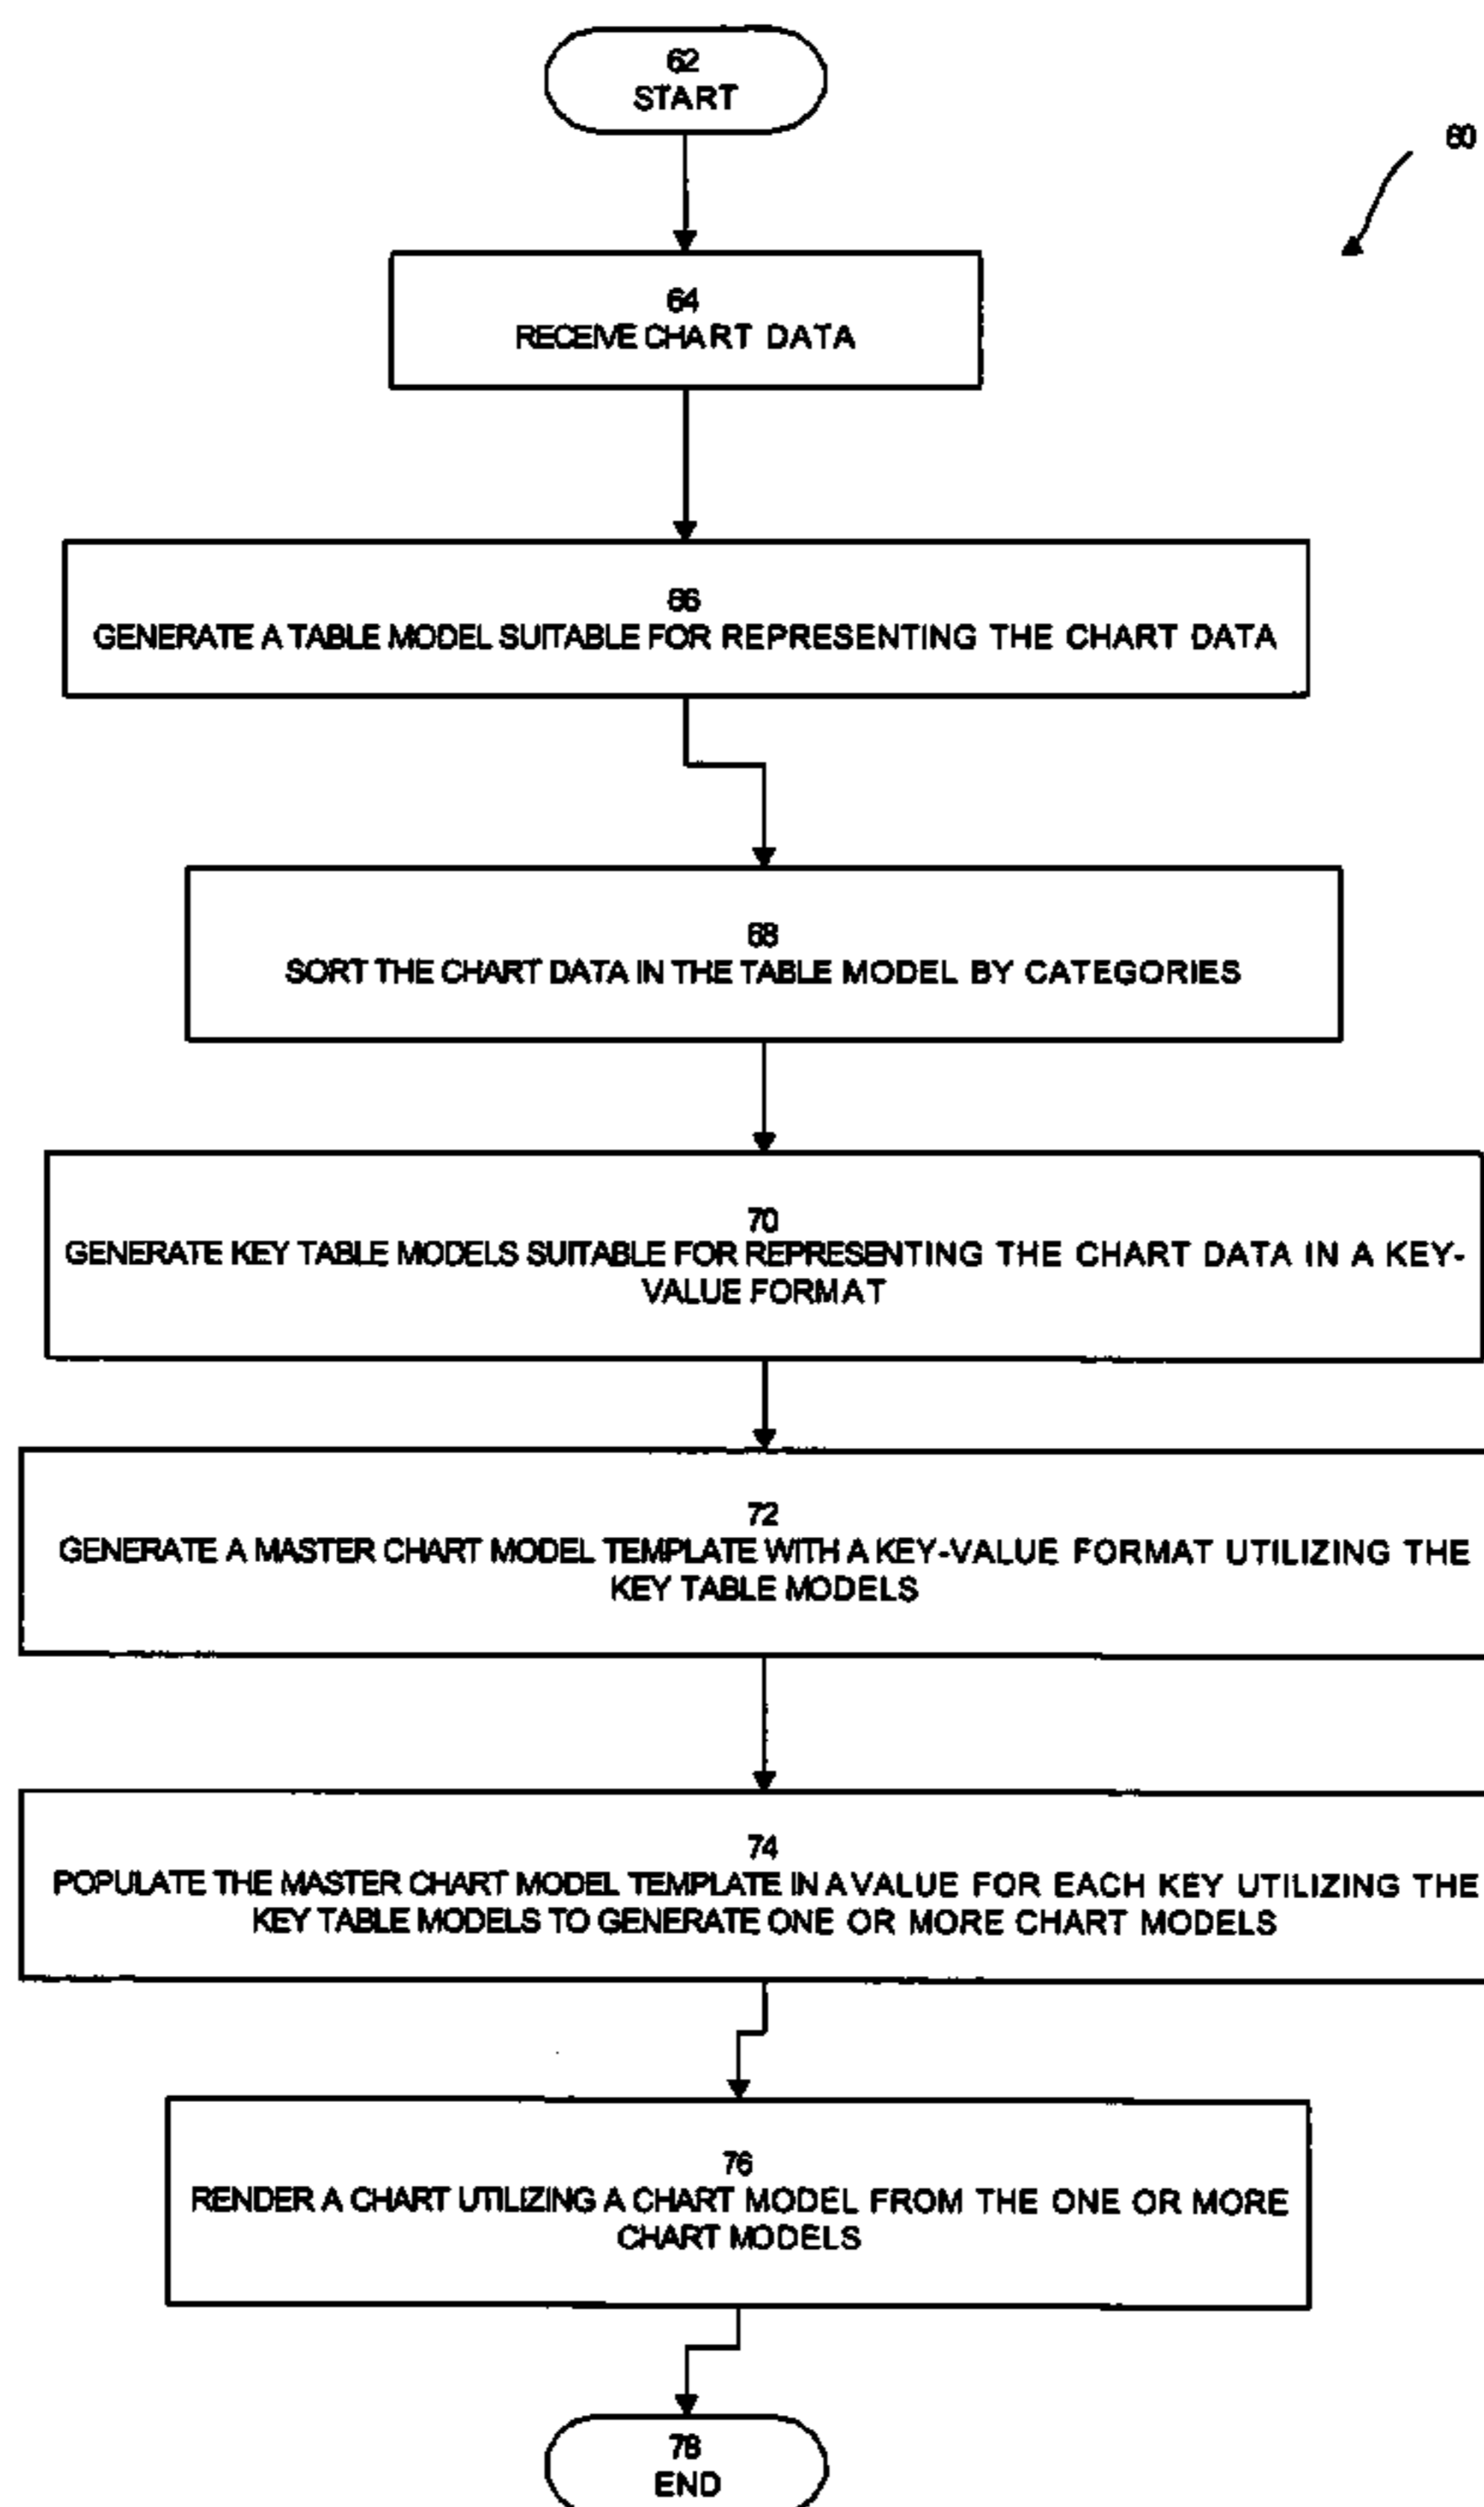 62
START
60
64
RECEIVE CHART DATA
66
GENERATE A TABLE MODEL SUITABLE FOR REPRESENTING THE CHART DATA
68
SORT THE CHART DATA IN THE TABLE MODEL BY CATEGORIES
70
GENERATE KEY TABLE MODELS SUITABLE FOR REPRESENTING THE CHART DATA IN A KEY-
VALUE FORMAT
72
GENERATE A MASTER CHART MODEL TEMPLATE WITH A KEY-VALUE FORMAT UTILIZING THE
KEY TABLE MODELS
74
POPULATE THE MASTER CHART MODEL TEMPLATE IN A VALUE FOR EACH KEY UTILIZING THE
KEY TABLE MODELS TO GENERATE ONE OR MORE CHART MODELS
76
RENDER A CHART UTILIZING A CHART MODEL FROM THE ONE OR MORE
CHART MODELS
78
END